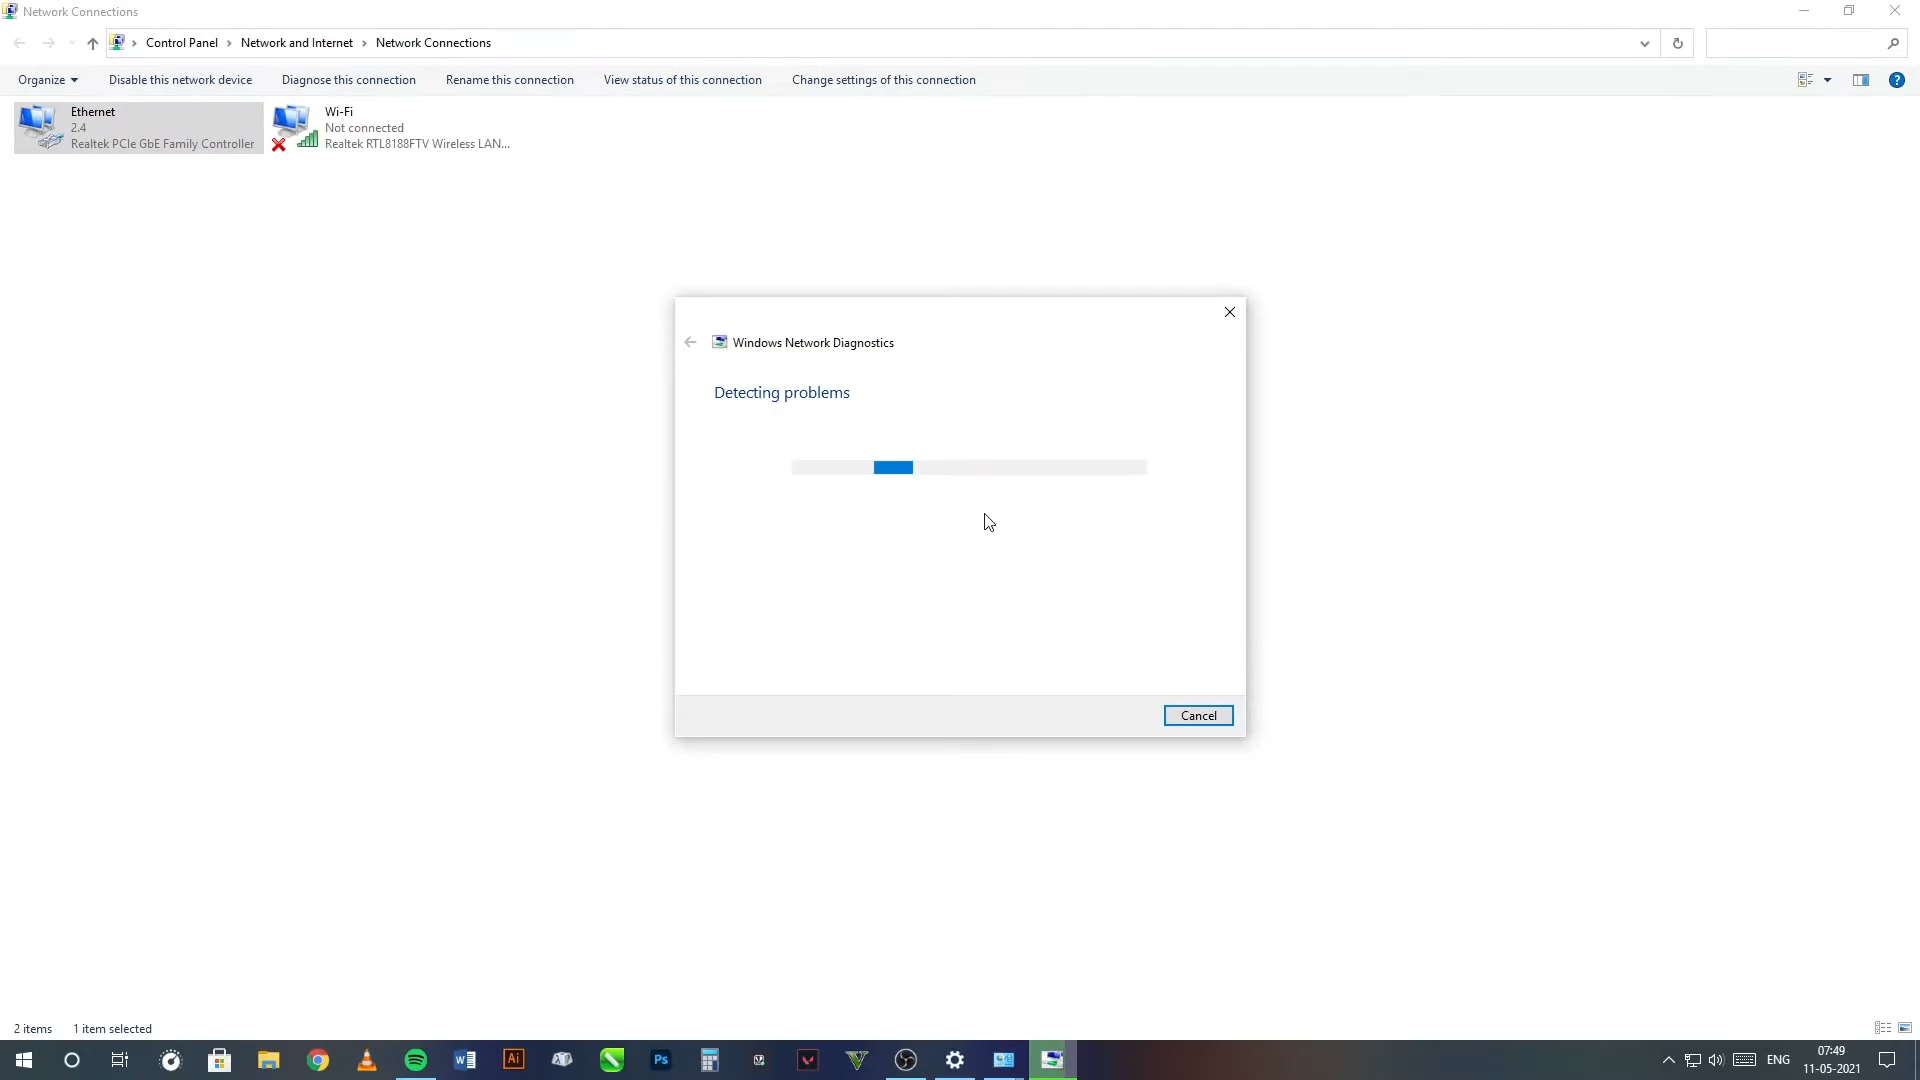 Network Connections
Control Panel > Network and Internet > Network Connections
Organize Disable this network device Diagnose this connection Rename this connection View status of this connection Change settings of this connection
Ethernet
2.4
Realtek PCIe GbE Family Controller
Wi-Fi
Not connected
Realtek RTL8188FTV Wireless LAN...
Windows Network Diagnostics
Detecting problems
Cancel
2 items 1 item selected
Ai
Ps
ENG
07:49
11-05-2021